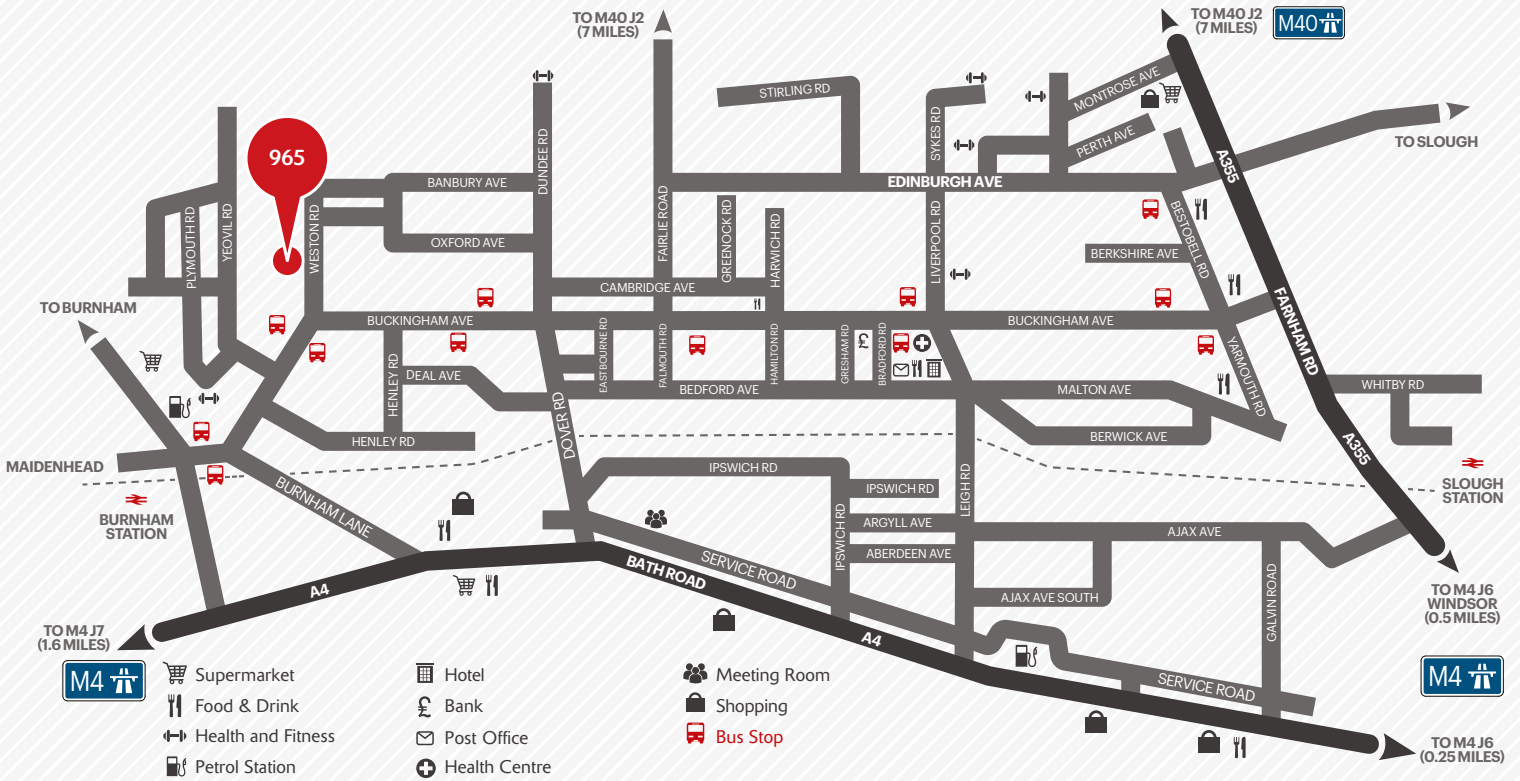 TO M40 J2
(7 MILES)
TO M40 J2
(7 MILES)
M40
MONTROSE AVE
STIRLING RD
SYKES RD
PERTH AVE
TO SLOUGH
A355
965
DUNDEE RD
BANBURY AVE
EDINBURGH AVE
PLYMOUTH RD
YEOVIL RD
WESTON RD
FAIRLIE ROAD
GREENOCK RD
HARWICH RD
LIVERPOOL RD
BESTOBELL RD
OXFORD AVE
BERKSHIRE AVE
CAMBRIDGE AVE
TO BURNHAM
BUCKINGHAM AVE
BUCKINGHAM AVE
FARNHAM RD
EASTBOURNE RD
FALMOUTH RD
HAMILTON RD
GRESHAM RD
BRADFORD RD
YARMOUTH RD
HENLEY RD
DEAL AVE
BEDFORD AVE
MALTON AVE
WHITBY RD
DOVER RD
HENLEY RD
BERWICK AVE
A355
MAIDENHEAD
IPSWICH RD
IPSWICH RD
LEIGH RD
SLOUGH
STATION
BURNHAM
STATION
BURNHAM LANE
IPSWICH RD
ARGYLL AVE
AJAX AVE
ABERDEEN AVE
SERVICE ROAD
BATH ROAD
A4
AJAX AVE SOUTH
GALVIN ROAD
TO M4 J6
WINDSOR
(0.5 MILES)
TO M4 J7
(1.6 MILES)
A4
M4
M4
SERVICE ROAD
Supermarket
Food & Drink
Health and Fitness
Petrol Station
Hotel
Bank
Post Office
Health Centre
Meeting Room
Shopping
Bus Stop
TO M4 J6
(0.25 MILES)